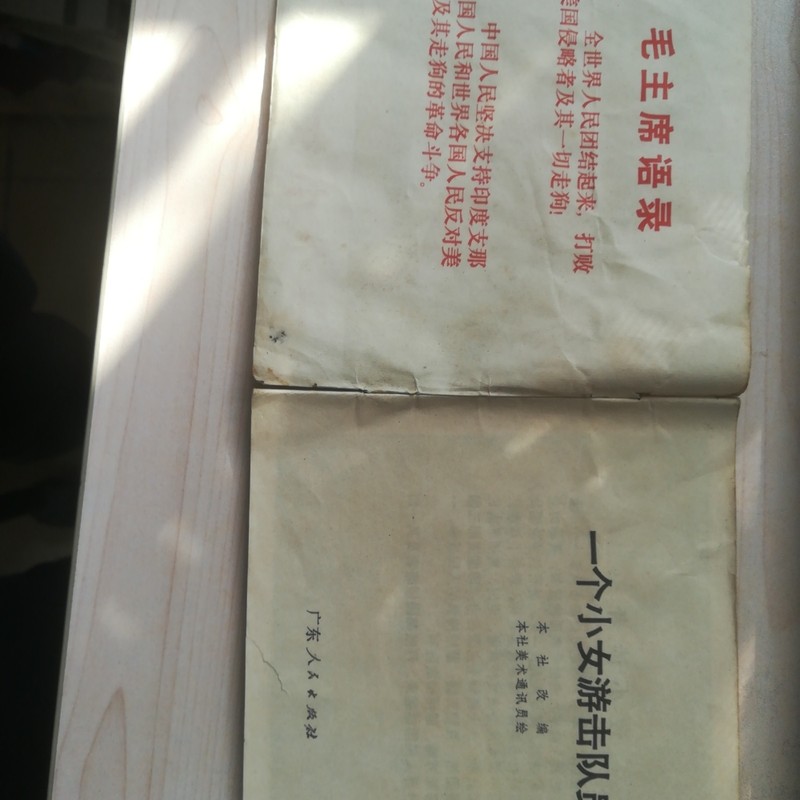 毛主席语录
全世界人民团结起来，打败
美国侵略者及其一切走狗！
中国人民坚决支持印度支那
国人民和世界各国人民反对美
及其走狗的革命斗争。
一个小女游击队员
本社改编
本社美术通讯员绘
广东人民出版社